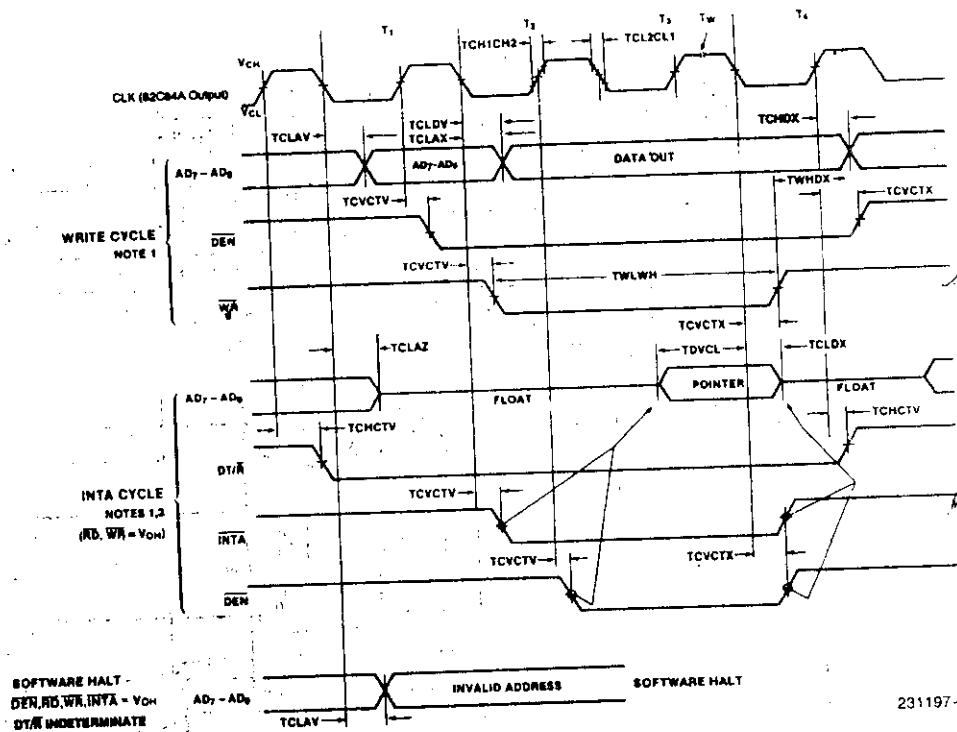 T1 T2 T3 TW T4
TCH1CH2 TCL2CL1
VCH
CLK (82C84A Output)
VCL
TCLAV TCLDV TCHDX
TCLAX
AD7-AD0 AD7-AD0 DATA OUT
TWHDX
TCVCTV TCVCTX
WRITE CYCLE
NOTE 1
DEN
TCVCTV TWLWH
WR
TCVCTX
TCLAZ TDVCL TCLDX
AD7-AD0 FLOAT POINTER FLOAT
TCHCTV TCHCTV
DT/R
INTA CYCLE
NOTES 1,3
(RD, WR = VOH)
TCVCTV
INTA
TCVCTV TCVCTX
DEN
SOFTWARE HALT -
DEN,RD,WR,INTA = VOH
DT/R INDETERMINATE
AD7-AD0 INVALID ADDRESS SOFTWARE HALT
TCLAV
231197-